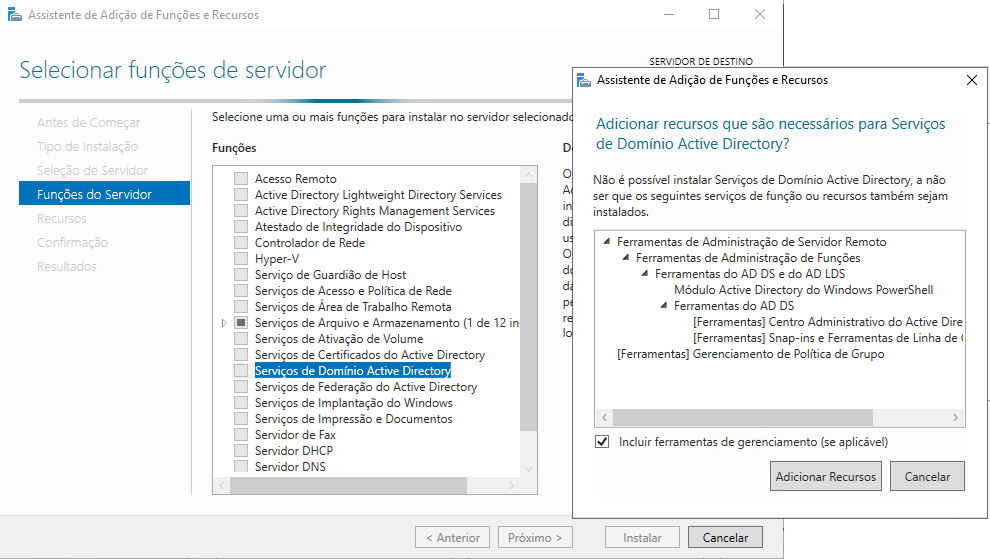 Assistente de Adição de Funções e Recursos
Selecionar funções de servidor
SERVIDOR DE DESTINO
Antes de Começar
Tipo de Instalação
Seleção de Servidor
Funções do Servidor
Recursos
Confirmação
Resultados
Selecione uma ou mais funções para instalar no servidor selecionado
Funções
Acesso Remoto
Active Directory Lightweight Directory Services
Active Directory Rights Management Services
Atestado de Integridade do Dispositivo
Controlador de Rede
Hyper-V
Serviço de Guardião de Host
Serviços de Acesso e Política de Rede
Serviços de Área de Trabalho Remota
Serviços de Arquivo e Armazenamento (1 de 12 in
Serviços de Ativação de Volume
Serviços de Certificados do Active Directory
Serviços de Domínio Active Directory
Serviços de Federação do Active Directory
Serviços de Implantação do Windows
Serviços de Impressão e Documentos
Servidor de Fax
Servidor DHCP
Servidor DNS
< Anterior
Próximo >
Instalar
Cancelar
Assistente de Adição de Funções e Recursos
Adicionar recursos que são necessários para Serviços
de Domínio Active Directory?
Não é possível instalar Serviços de Domínio Active Directory, a não
ser que os seguintes serviços de função ou recursos também sejam
instalados.
Ferramentas de Administração de Servidor Remoto
Ferramentas de Administração de Funções
Ferramentas do AD DS e do AD LDS
Módulo Active Directory do Windows PowerShell
Ferramentas do AD DS
[Ferramentas] Centro Administrativo do Active Dire
[Ferramentas] Snap-ins e Ferramentas de Linha de
[Ferramentas] Gerenciamento de Política de Grupo
Incluir ferramentas de gerenciamento (se aplicável)
Adicionar Recursos
Cancelar